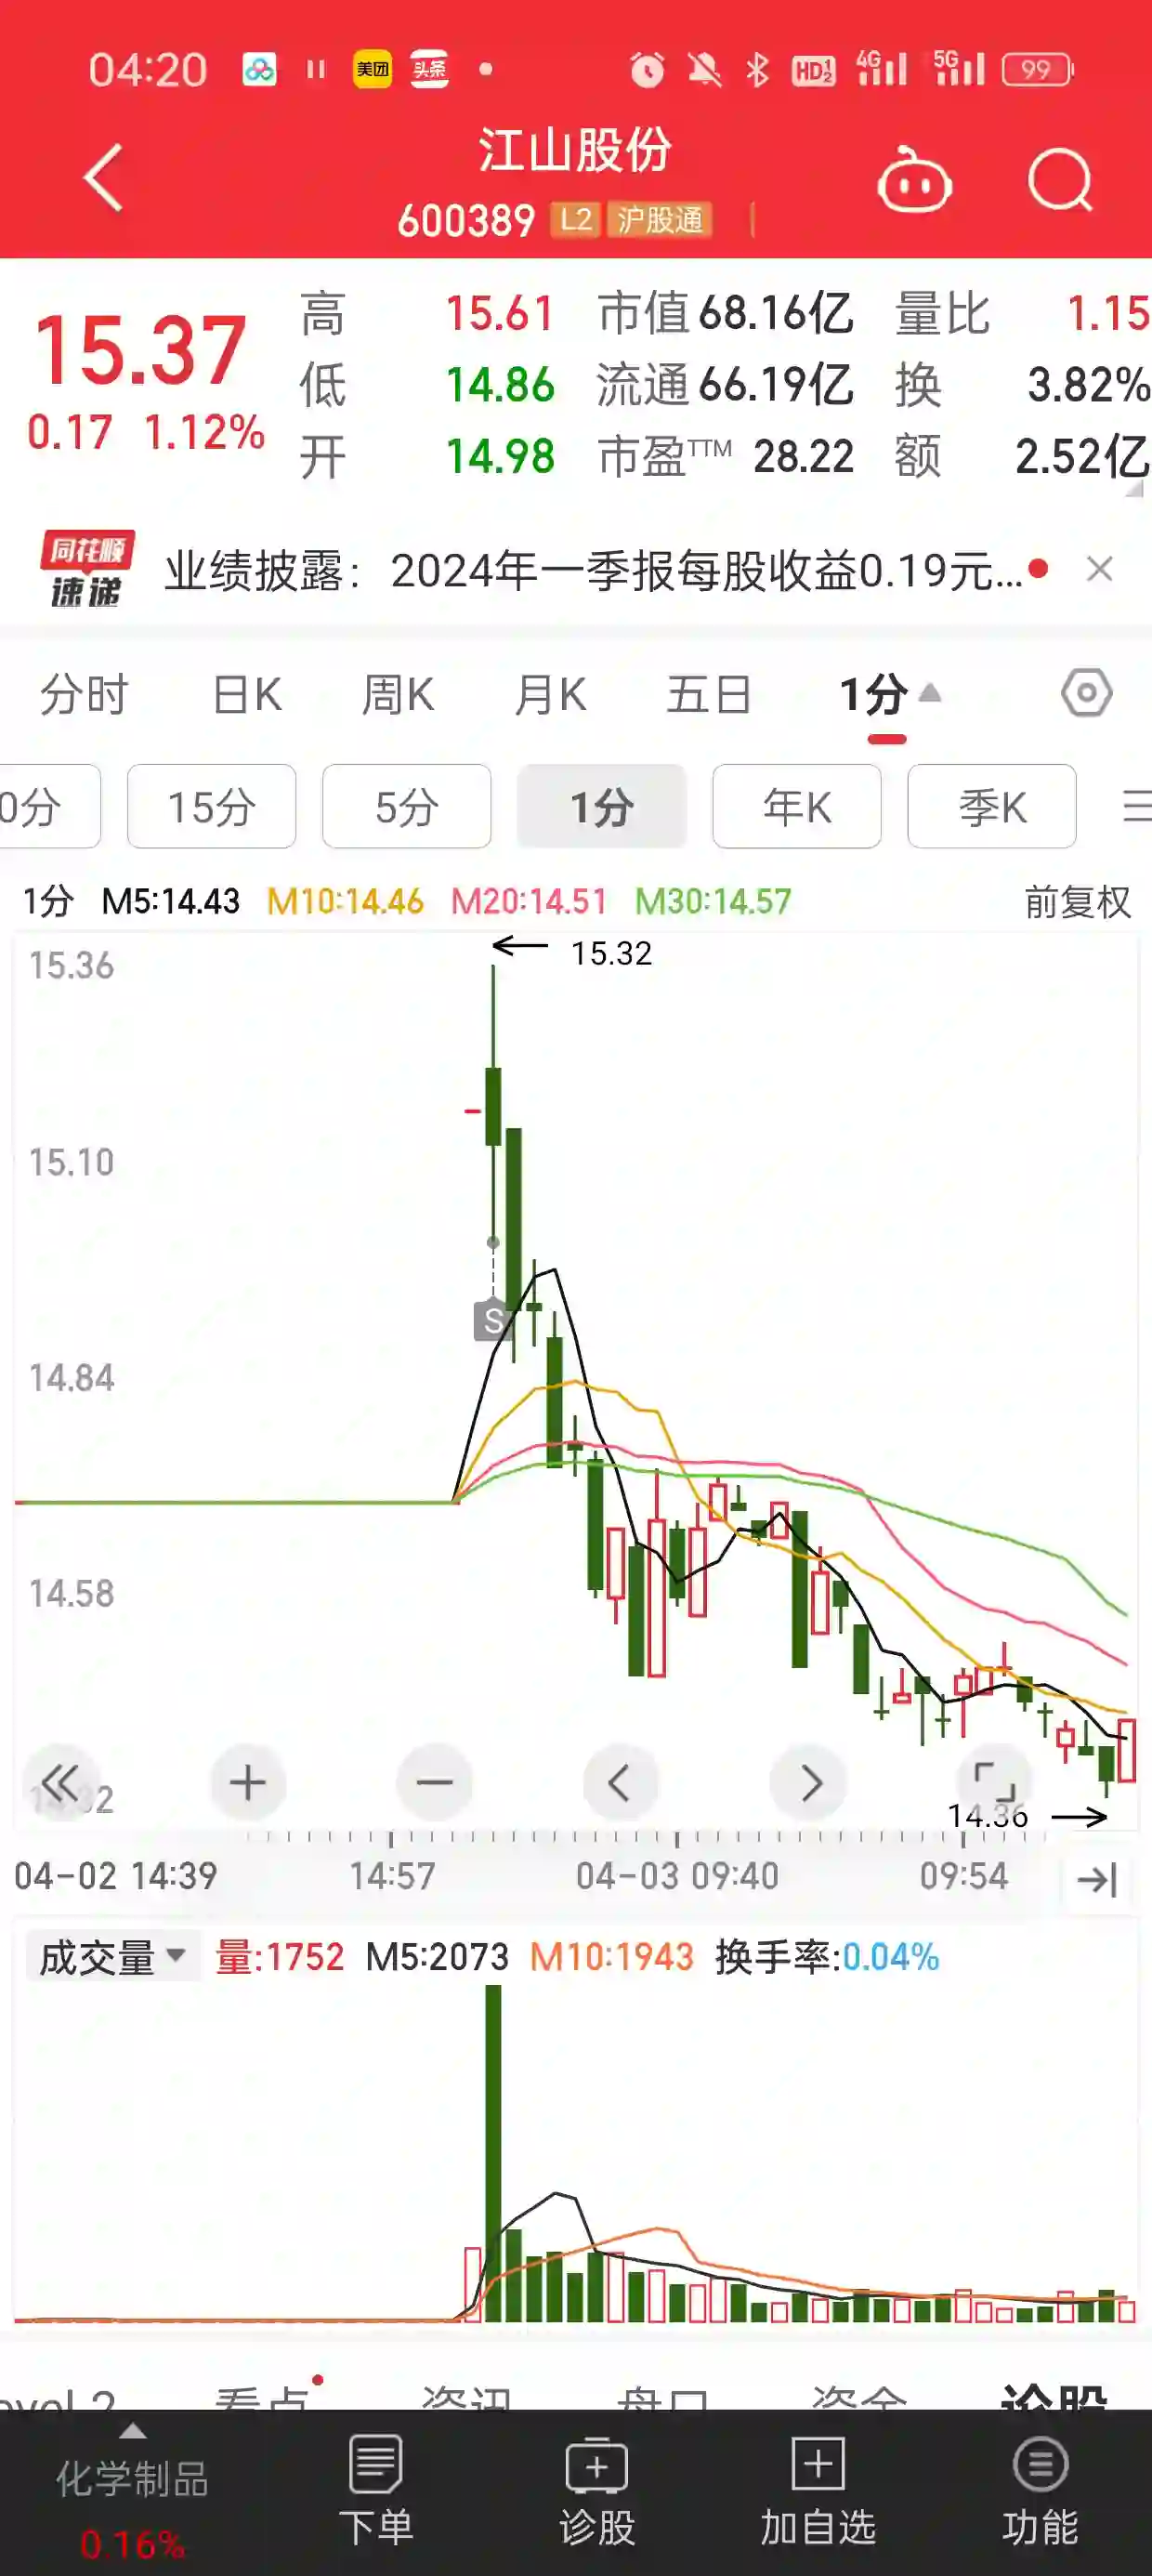 04:20 美团 头条 HD1 2 4G 5G 99
江山股份
600389 L2 沪股通
15.37
0.17 1.12%
高 15.61 市值 68.16亿 量比 1.15
低 14.86 流通 66.19亿 换 3.82%
开 14.98 市盈TTM 28.22 额 2.52亿
同花顺
速递
业绩披露：2024年一季报每股收益0.19元...
分时 日K 周K 月K 五日 1分
0分 15分 5分 1分 年K 季K
1分 M5:14.43 M10:14.46 M20:14.51 M30:14.57 前复权
15.36
15.32
15.10
S
14.84
14.58
14.36
04-02 14:39 14:57 04-03 09:40 09:54
成交量 量:1752 M5:2073 M10:1943 换手率:0.04%
看点 资讯 盘口 资金 诊股
化学制品
0.16%
下单 诊股 加自选 功能